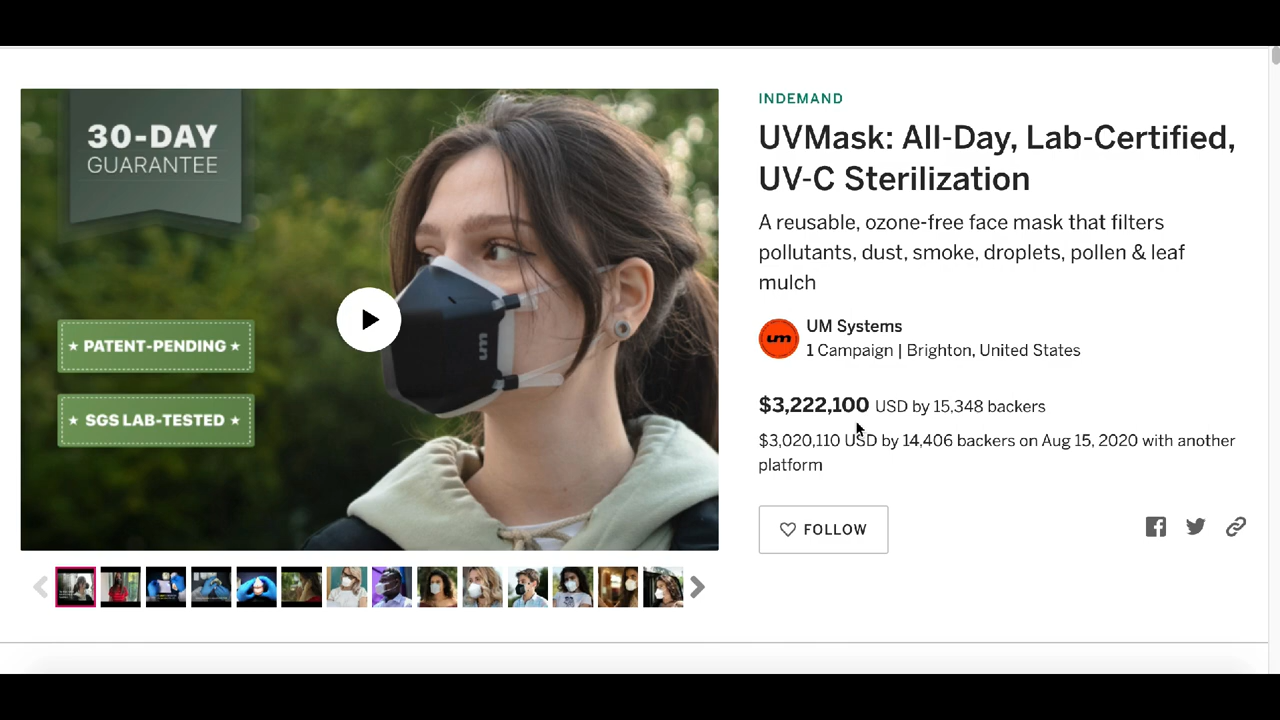 30-DAY
GUARANTEE
★ PATENT-PENDING ★
★ SGS LAB-TESTED ★
um
INDEMAND
UVMask: All-Day, Lab-Certified,
UV-C Sterilization
A reusable, ozone-free face mask that filters
pollutants, dust, smoke, droplets, pollen & leaf
mulch
um
UM Systems
1 Campaign | Brighton, United States
$3,222,100 USD by 15,348 backers
$3,020,110 USD by 14,406 backers on Aug 15, 2020 with another
platform
FOLLOW